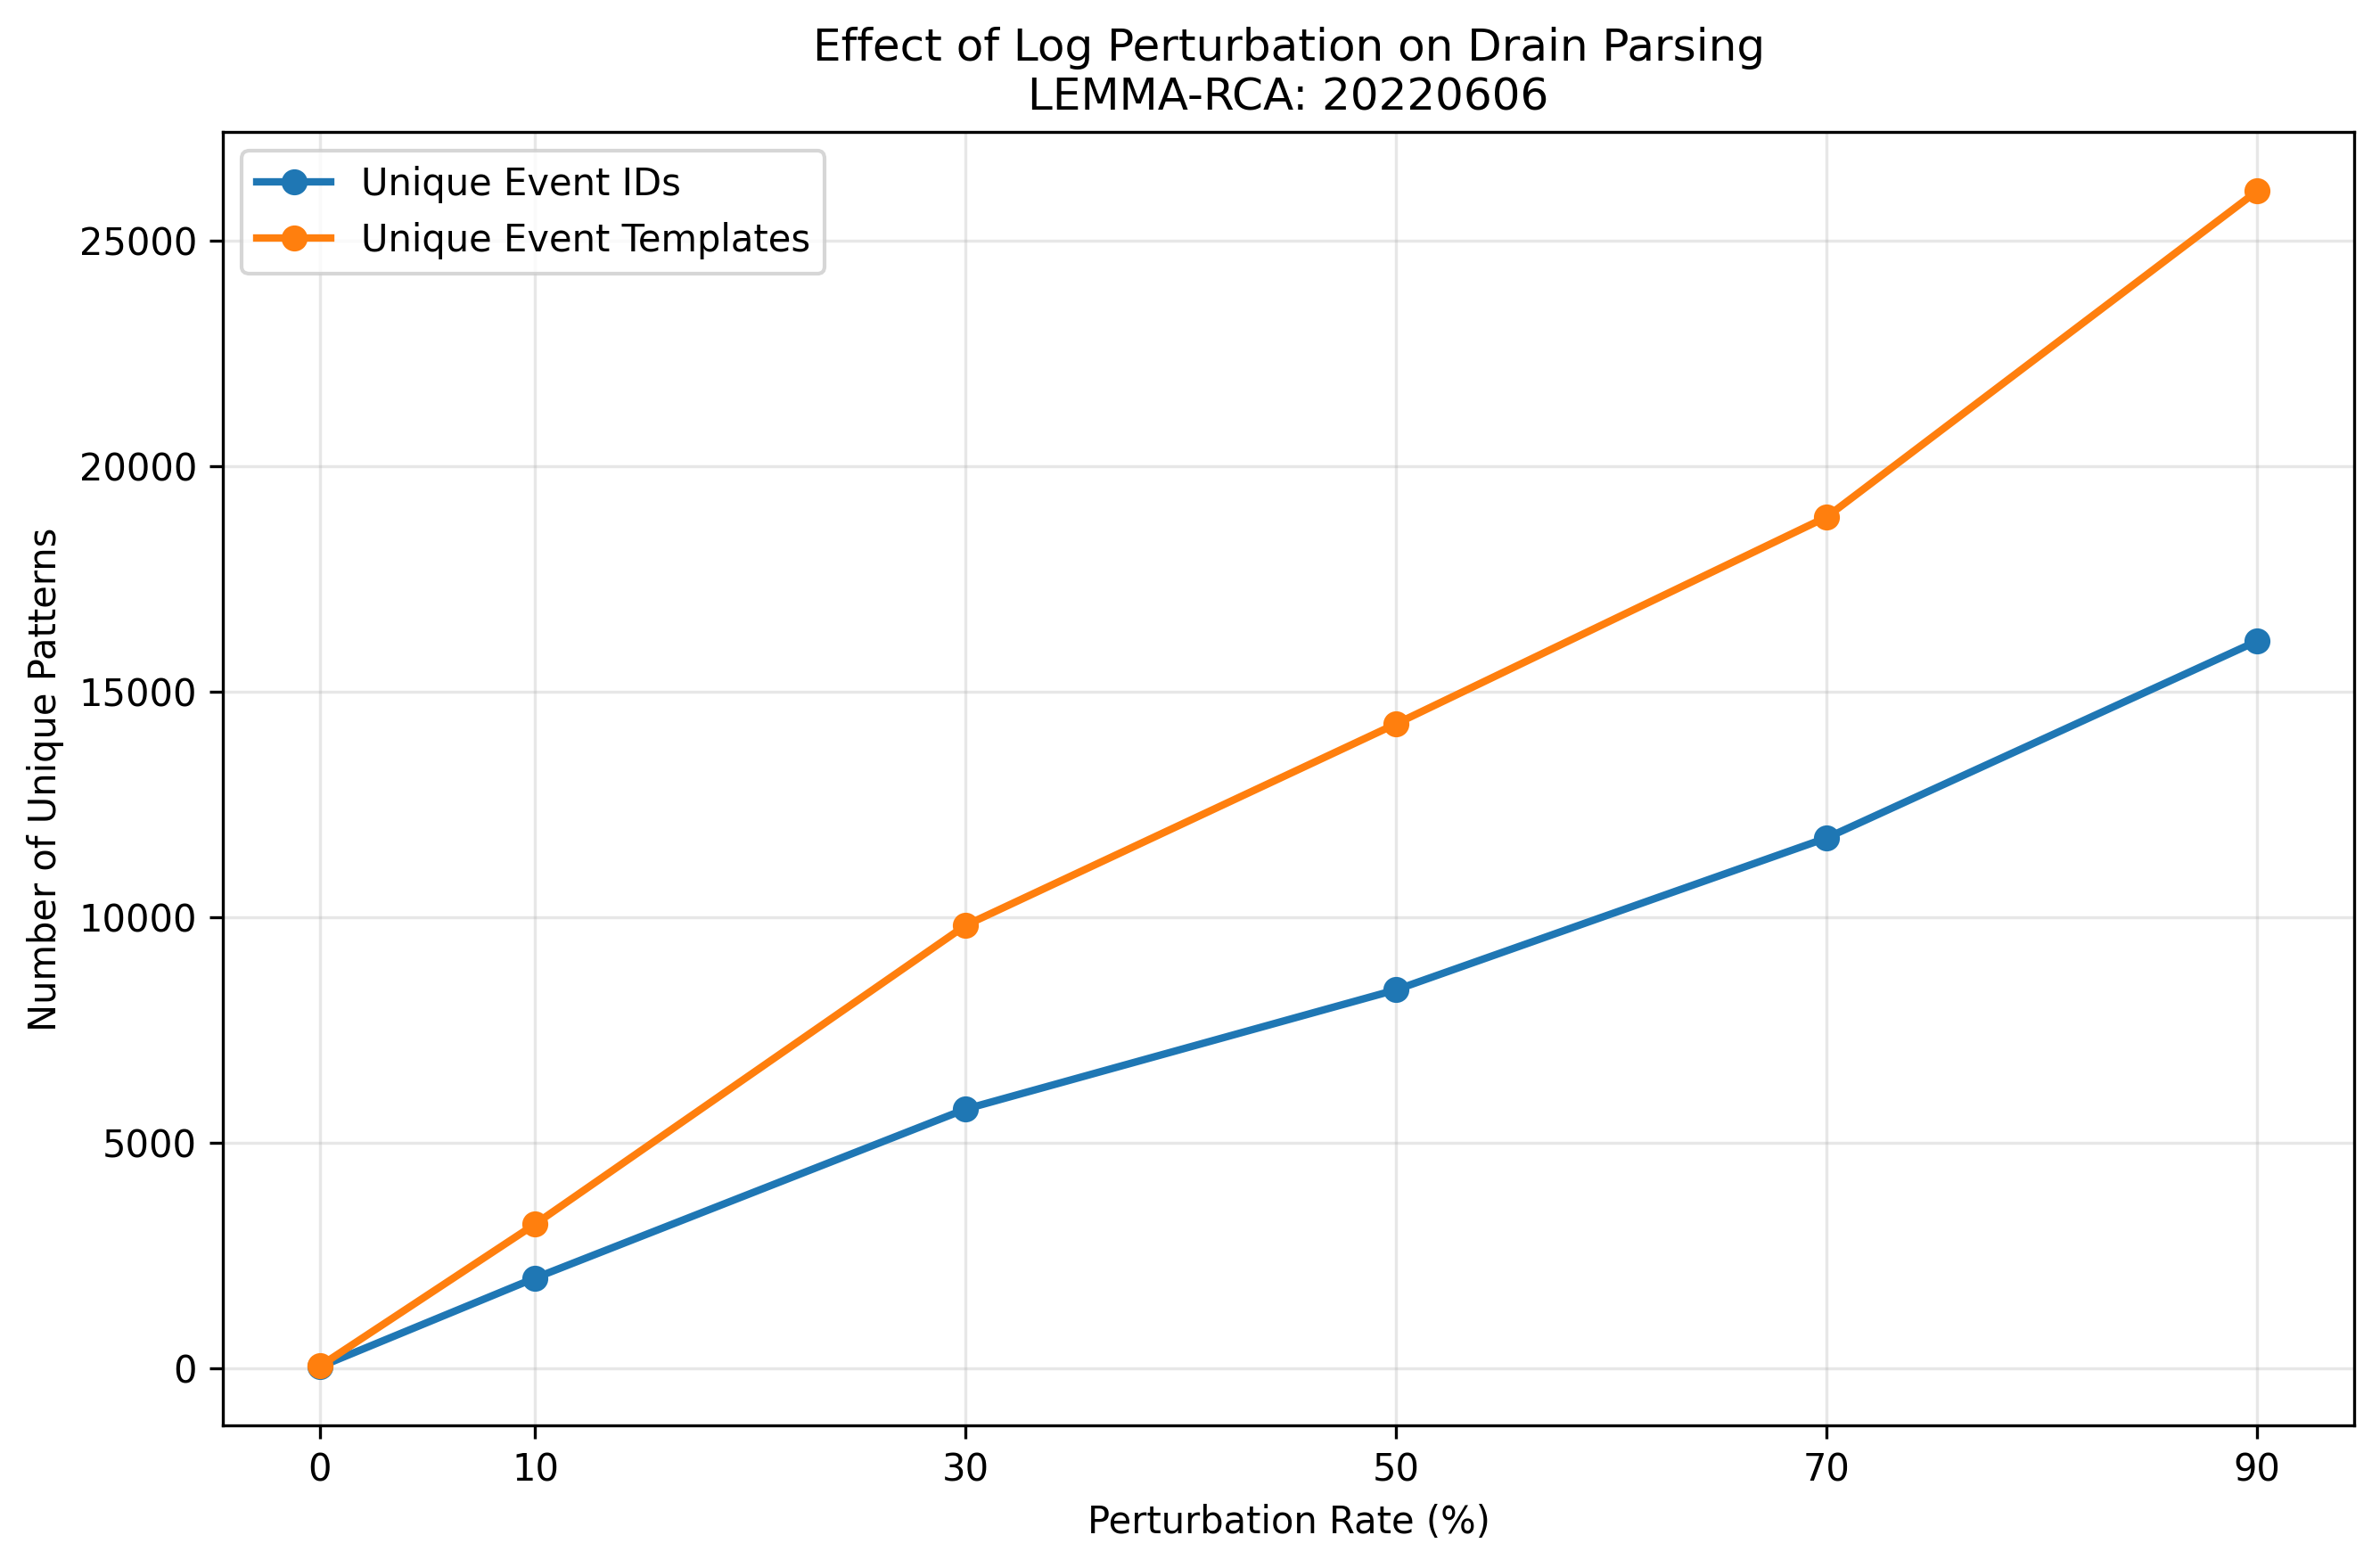 Effect of Log Perturbation on Drain Parsing
LEMMA-RCA: 20220606
Unique Event IDs
Unique Event Templates
Number of Unique Patterns
25000
20000
15000
10000
5000
0
0 10 30 50 70 90
Perturbation Rate (%)